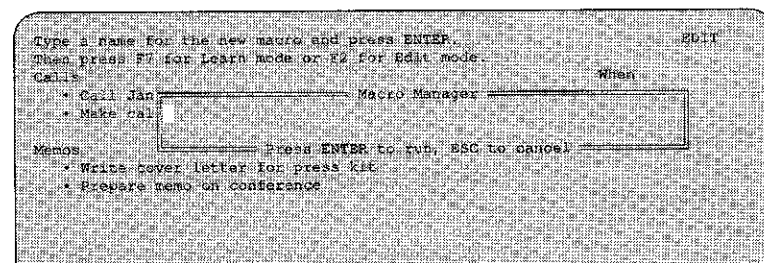 Type a name for the new macro and press ENTER. EDIT
Then press F7 for Learn mode or F2 for Edit mode.
Calls When
• Call Jan
Macro Manager
• Make cal
Memos
Press ENTER to run, ESC to cancel
• Write cover letter for press kit
• Prepare memo on conference